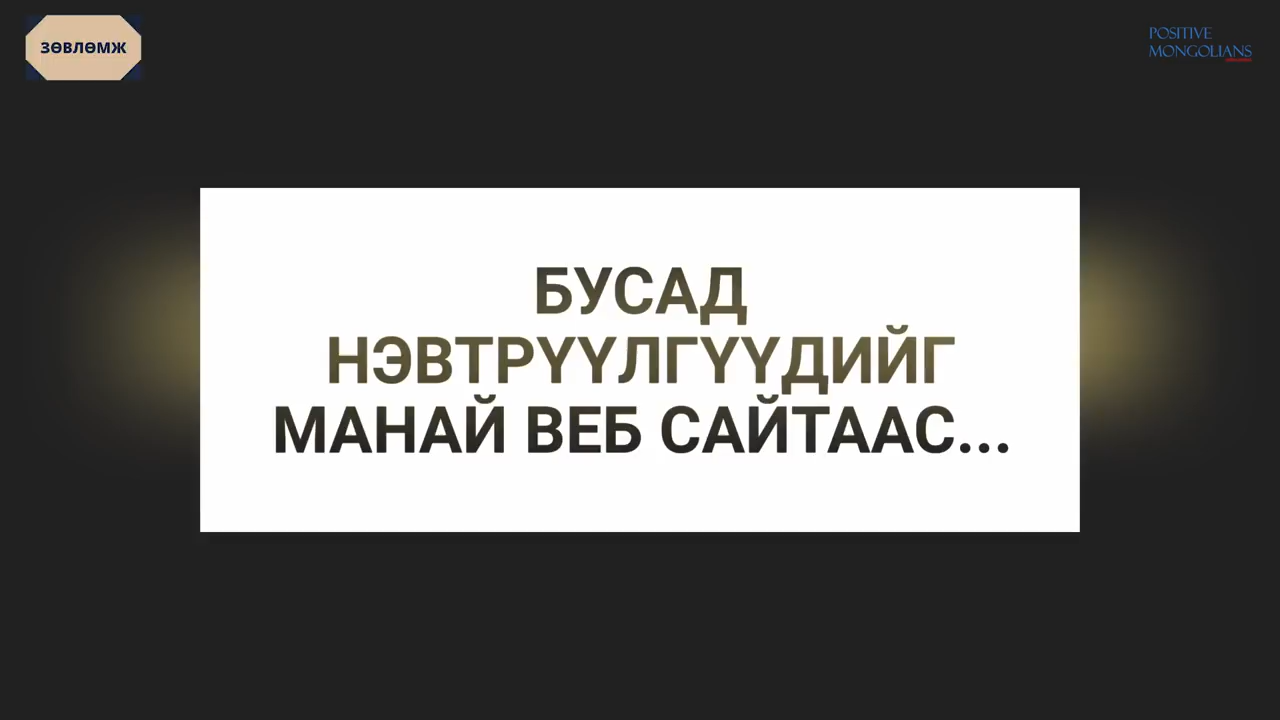 ЗӨВЛӨМЖ
POSITIVE
MONGOLIANS
БУСАД
НЭВТРҮҮЛГҮҮДИЙГ
МАНАЙ ВЕБ САЙТААС...